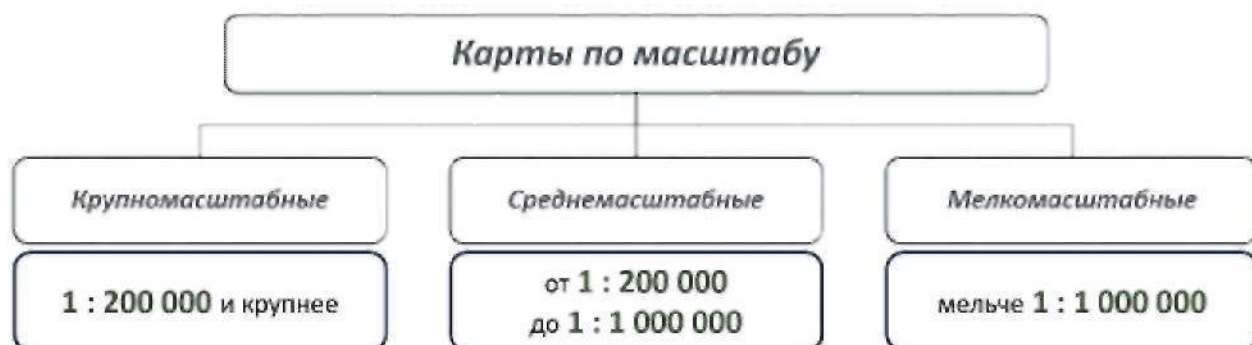 Карты по масштабу
Крупномасштабные
Среднемасштабные
Мелкомасштабные
1 : 200 000 и крупнее
от 1 : 200 000
до 1 : 1 000 000
мельче 1 : 1 000 000